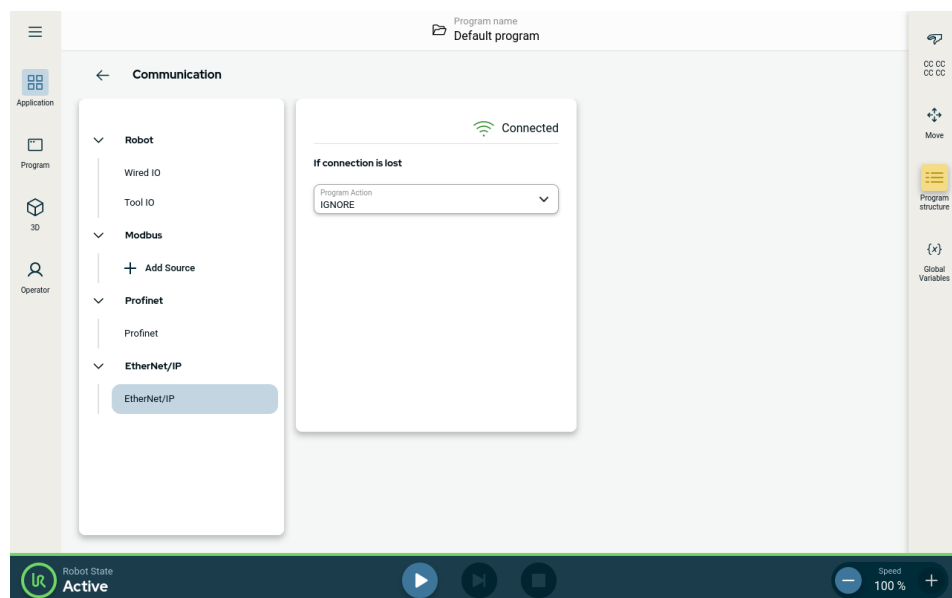 Program name
Default program
Application
Program
3D
Operator
Communication
Robot
Wired IO
Tool IO
Modbus
Add Source
Profinet
Profinet
EtherNet/IP
EtherNet/IP
Connected
If connection is lost
Program Action
IGNORE
CC CC
CC CC
Move
Program
structure
{x}
Global
Variables
UR
Robot State
Active
Speed
100 %